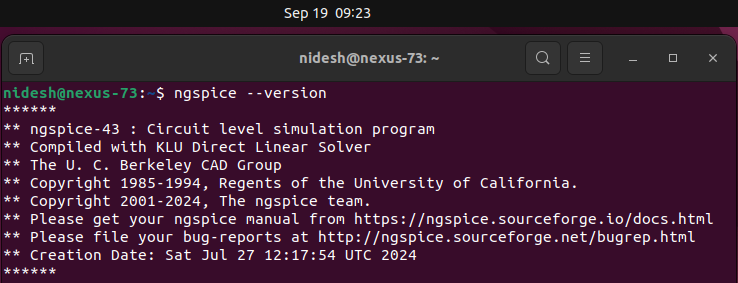 Sep 19 09:23
nidesh@nexus-73: ~
nidesh@nexus-73:~$ ngspice --version
******
** ngspice-43 : Circuit level simulation program
** Compiled with KLU Direct Linear Solver
** The U. C. Berkeley CAD Group
** Copyright 1985-1994, Regents of the University of California.
** Copyright 2001-2024, The ngspice team.
** Please get your ngspice manual from https://ngspice.sourceforge.io/docs.html
** Please file your bug-reports at http://ngspice.sourceforge.net/bugrep.html
** Creation Date: Sat Jul 27 12:17:54 UTC 2024
******